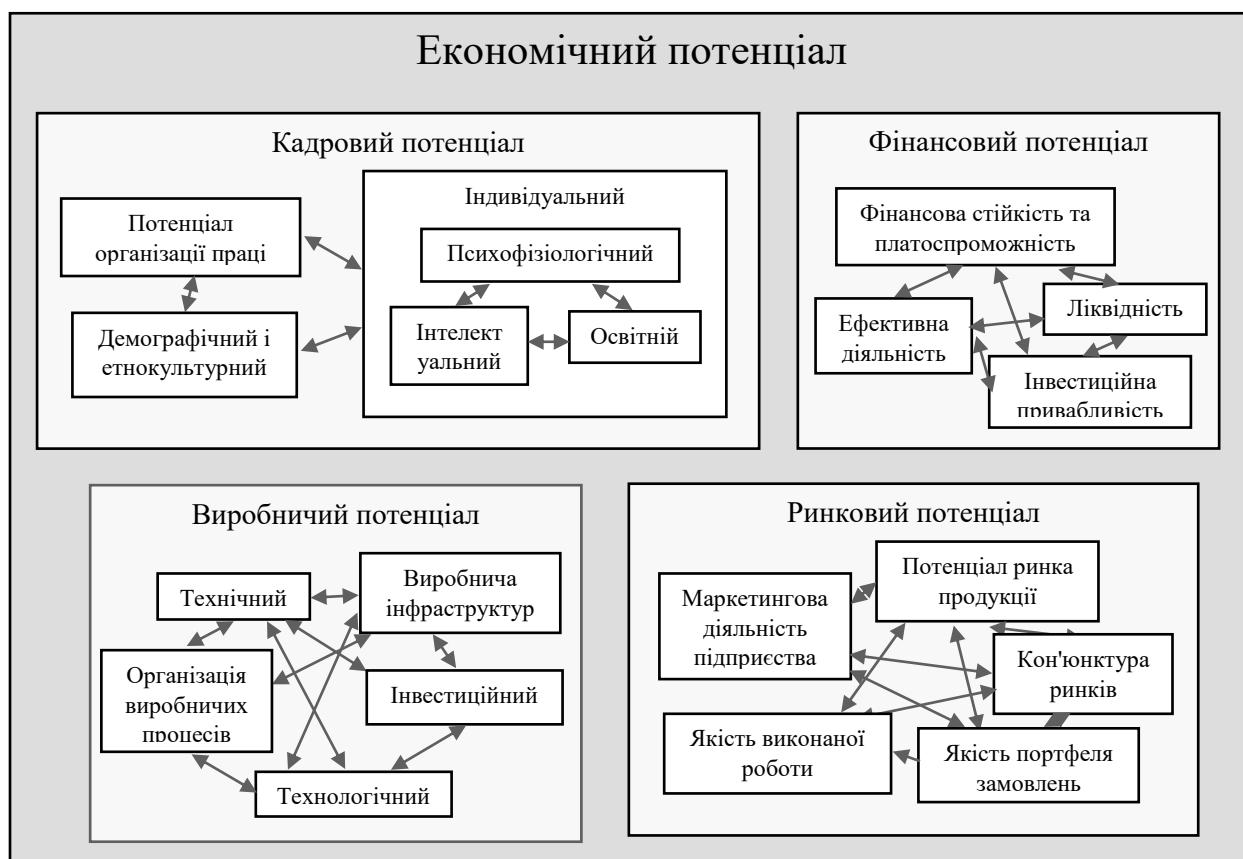 Економічний потенціал
Кадровий потенціал
Потенціал
організації праці
Демографічний і
етнокультурний
Індивідуальний
Психофізіологічний
Інтелект
уальний
Освітній
Фінансовий потенціал
Фінансова стійкість та
платоспроможність
Ефективна
діяльність
Ліквідність
Інвестиційна
привабливість
Виробничий потенціал
Технічний
Виробнича
інфраструктур
Організація
виробничих
процесів
Інвестиційний
Технологічний
Ринковий потенціал
Маркетингова
діяльність
підприєства
Потенціал ринка
продукції
Кон'юнктура
ринків
Якість виконаної
роботи
Якість портфеля
замовлень